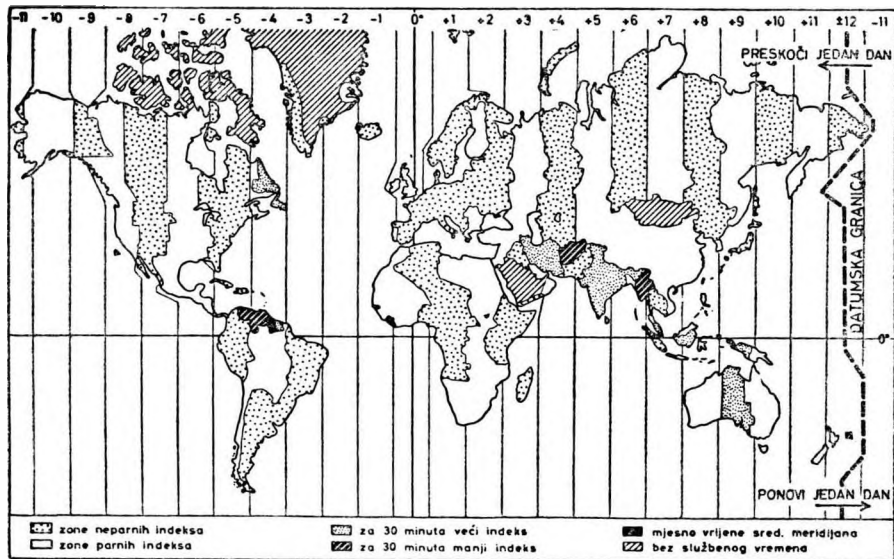 -11 -10 -9 -8 -7 -6 -5 -4 -3 -2 -1 0° +1 +2 +3 +4 +5 +6 +7 +8 +9 +10 ±12 -11
PRESKOČI JEDAN DAN
DATUMSKA GRANICA
0°
PONOVI JEDAN DAN
zone neparnih indeksa
za 30 minuta veći indeks
mjesno vrijene sred. meridijana
zone parnih indeksa
za 30 minuta manji indeks
bez službenog vremena